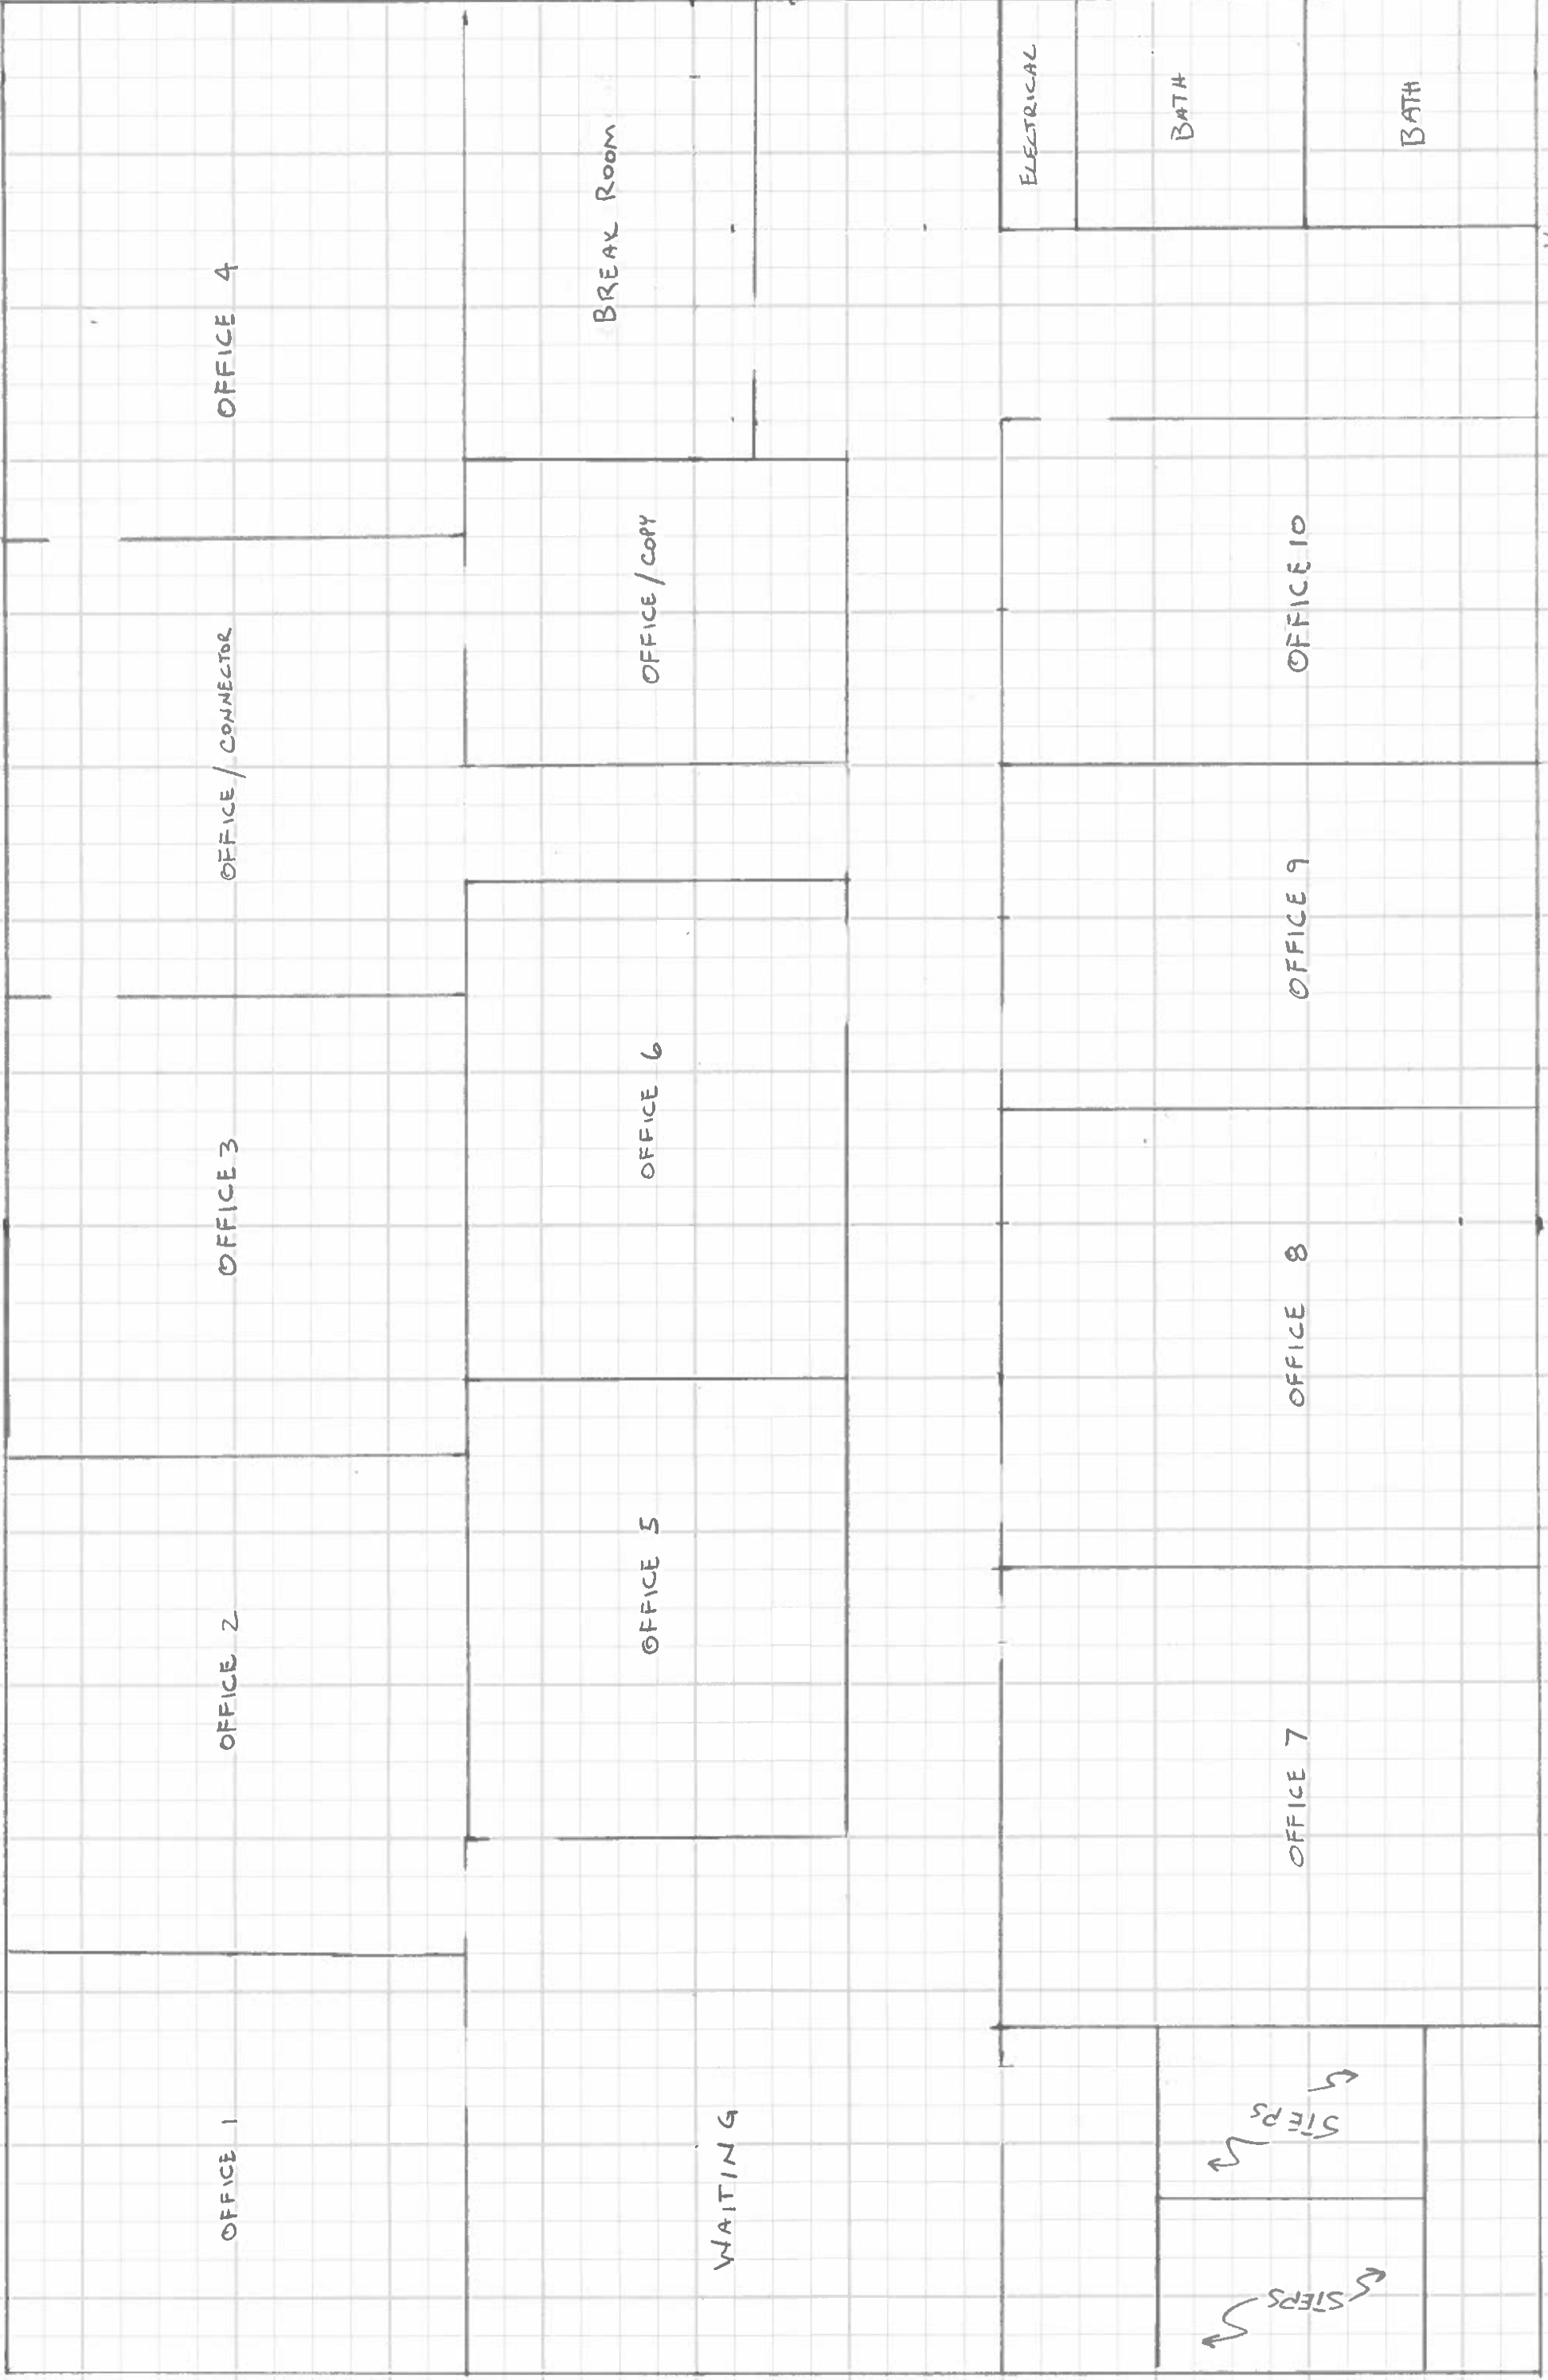 OFFICE 1
OFFICE 2
OFFICE 3
OFFICE/CONNECTOR
OFFICE 4
WAITING
OFFICE 5
OFFICE 6
OFFICE/COPY
BREAK ROOM
STEPS
STEPS
OFFICE 7
OFFICE 8
OFFICE 9
OFFICE 10
ELECTRICAL
BATH
BATH